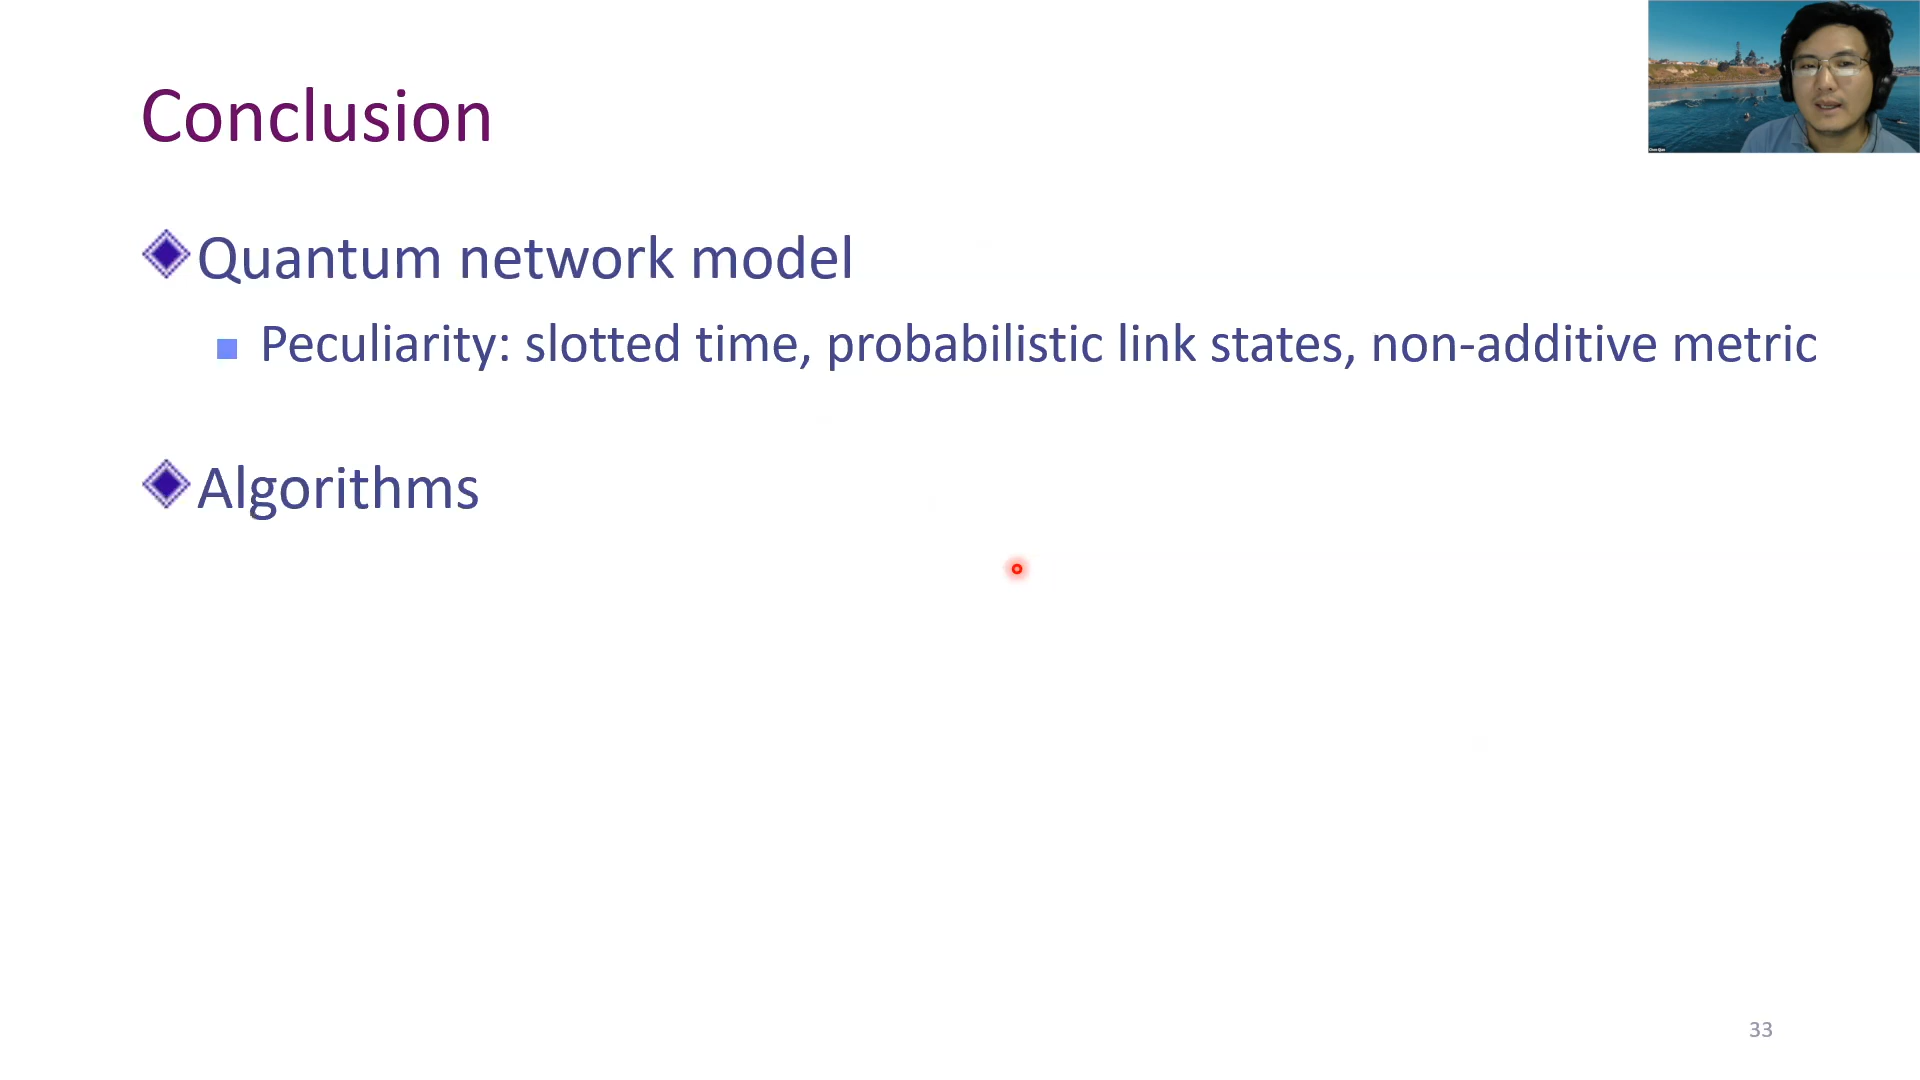 Conclusion
Quantum network model
Peculiarity: slotted time, probabilistic link states, non-additive metric
Algorithms
33